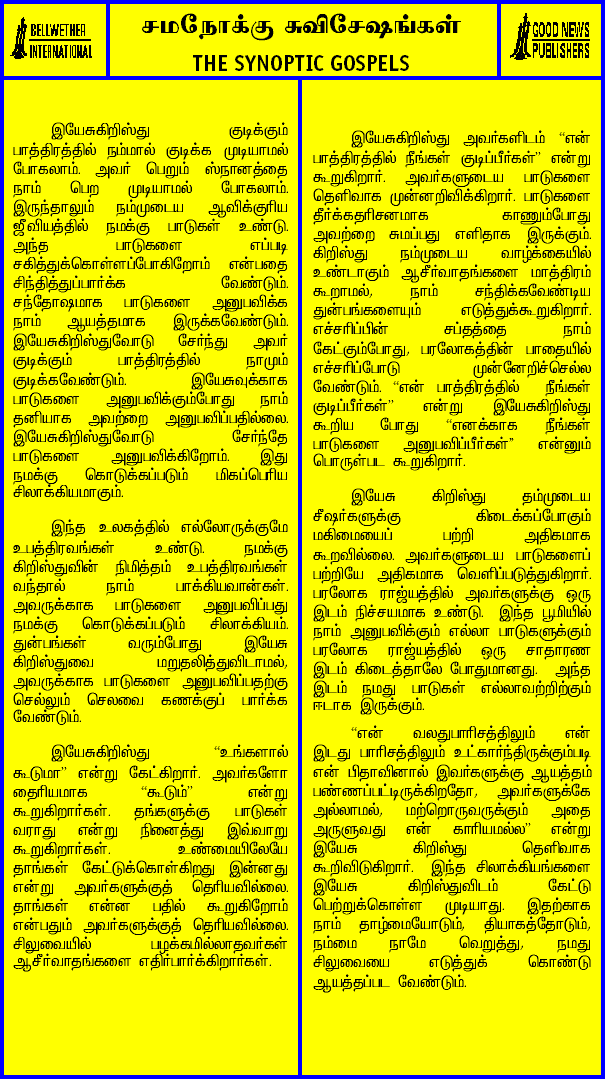 BELLWETHER
INTERNATIONAL
சமநோக்கு சுவிசேஷங்கள்
THE SYNOPTIC GOSPELS
GOOD NEWS
PUBLISHERS
இயேசுகிறிஸ்து குடிக்கும்
பாத்திரத்தில் நம்மால் குடிக்க முடியாமல்
போகலாம். அவர் பெறும் ஸ்நானத்தை
நாம் பெற முடியாமல் போகலாம்.
இருந்தாலும் நம்முடைய ஆவிக்குரிய
ஜீவியத்தில் நமக்கு பாடுகள் உண்டு.
அந்த பாடுகளை எப்படி
சகித்துக்கொள்ளப்போகிறோம் என்பதை
சிந்தித்துப்பார்க்க வேண்டும்.
சந்தோஷமாக பாடுகளை அனுபவிக்க
நாம் ஆயத்தமாக இருக்கவேண்டும்.
இயேசுகிறிஸ்துவோடு சேர்ந்து அவர்
குடிக்கும் பாத்திரத்தில் நாமும்
குடிக்கவேண்டும். இயேசுவுக்காக
பாடுகளை அனுபவிக்கும்போது நாம்
தனியாக அவற்றை அனுபவிப்பதில்லை.
இயேசுகிறிஸ்துவோடு சேர்ந்தே
பாடுகளை அனுபவிக்கிறோம். இது
நமக்கு கொடுக்கப்படும் மிகப்பெரிய
சிலாக்கியமாகும்.
இந்த உலகத்தில் எல்லோருக்குமே
உபத்திரவங்கள் உண்டு. நமக்கு
கிறிஸ்துவின் நிமித்தம் உபத்திரவங்கள்
வந்தால் நாம் பாக்கியவான்கள்.
அவருக்காக பாடுகளை அனுபவிப்பது
நமக்கு கொடுக்கப்படும் சிலாக்கியம்.
துன்பங்கள் வரும்போது இயேசு
கிறிஸ்துவை மறுதலித்துவிடாமல்,
அவருக்காக பாடுகளை அனுபவிப்பதற்கு
செல்லும் செலவை கணக்குப் பார்க்க
வேண்டும்.
இயேசுகிறிஸ்து “உங்களால்
கூடுமா” என்று கேட்கிறார். அவர்களோ
தைரியமாக “கூடும்” என்று
கூறுகிறார்கள். தங்களுக்கு பாடுகள்
வராது என்று நினைத்து இவ்வாறு
கூறுகிறார்கள். உண்மையிலேயே
தாங்கள் கேட்டுக்கொள்கிறது இன்னது
என்று அவர்களுக்குத் தெரியவில்லை.
தாங்கள் என்ன பதில் கூறுகிறோம்
என்பதும் அவர்களுக்குத் தெரியவில்லை.
சிலுவையில் பழக்கமில்லாதவர்கள்
ஆசீர்வாதங்களை எதிர்பார்க்கிறார்கள்.
இயேசுகிறிஸ்து அவர்களிடம் “என்
பாத்திரத்தில் நீங்கள் குடிப்பீர்கள்” என்று
கூறுகிறார். அவர்களுடைய பாடுகளை
தெளிவாக முன்னறிவிக்கிறார். பாடுகளை
தீர்க்கதரிசனமாக காணும்போது
அவற்றை சுமப்பது எளிதாக இருக்கும்.
கிறிஸ்து நம்முடைய வாழ்க்கையில்
உண்டாகும் ஆசீர்வாதங்களை மாத்திரம்
கூறாமல், நாம் சந்திக்கவேண்டிய
துன்பங்களையும் எடுத்துக்கூறுகிறார்.
எச்சரிப்பின் சப்தத்தை நாம்
கேட்கும்போது, பரலோகத்தின் பாதையில்
எச்சரிப்போடு முன்னேறிச்செல்ல
வேண்டும். “என் பாத்திரத்தில் நீங்கள்
குடிப்பீர்கள்” என்று இயேசுகிறிஸ்து
கூறிய போது “எனக்காக நீங்கள்
பாடுகளை அனுபவிப்பீர்கள்” என்னும்
பொருள்பட கூறுகிறார்.
இயேசு கிறிஸ்து தம்முடைய
சீஷர்களுக்கு கிடைக்கப்போகும்
மகிமையைப் பற்றி அதிகமாக
கூறவில்லை. அவர்களுடைய பாடுகளைப்
பற்றியே அதிகமாக வெளிப்படுத்துகிறார்.
பரலோக ராஜ்யத்தில் அவர்களுக்கு ஒரு
இடம் நிச்சயமாக உண்டு. இந்த பூமியில்
நாம் அனுபவிக்கும் எல்லா பாடுகளுக்கும்
பரலோக ராஜ்யத்தில் ஒரு சாதாரண
இடம் கிடைத்தாலே போதுமானது. அந்த
இடம் நமது பாடுகள் எல்லாவற்றிற்கும்
ஈடாக இருக்கும்.
“என் வலதுபாரிசத்திலும் என்
இடது பாரிசத்திலும் உட்கார்ந்திருக்கும்படி
என் பிதாவினால் இவர்களுக்கு ஆயத்தம்
பண்ணப்பட்டிருக்கிறதோ, அவர்களுக்கே
அல்லாமல், மற்றொருவருக்கும் அதை
அருளுவது என் காரியமல்ல” என்று
இயேசு கிறிஸ்து தெளிவாக
கூறிவிடுகிறார். இந்த சிலாக்கியங்களை
இயேசு கிறிஸ்துவிடம் கேட்டு
பெற்றுக்கொள்ள முடியாது. இதற்காக
நாம் தாழ்மையோடும், தியாகத்தோடும்,
நம்மை நாமே வெறுத்து, நமது
சிலுவையை எடுத்துக் கொண்டு
ஆயத்தப்பட வேண்டும்.